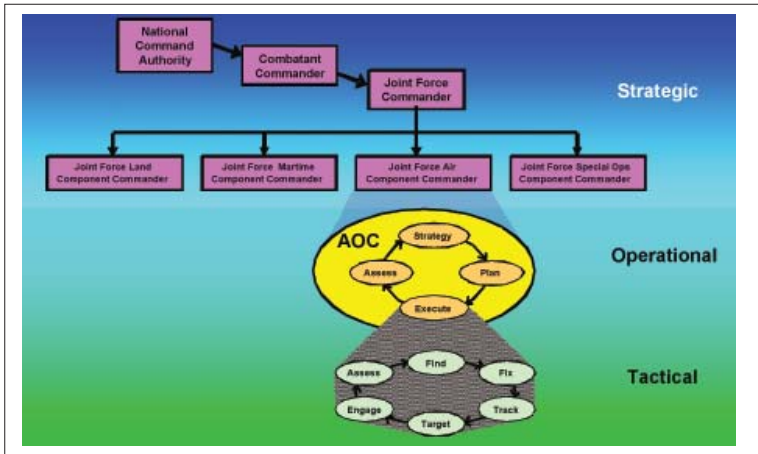 National
Command
Authority
Combatant
Commander
Joint Force
Commander
Strategic
Joint Force Land
Component Commander
Joint Force Martime
Component Commander
Joint Force Air
Component Commander
Joint Force Special Ops
Component Commander
AOC
Strategy
Assess
Plan
Execute
Operational
Find
Assess
Fix
Engage
Track
Target
Tactical